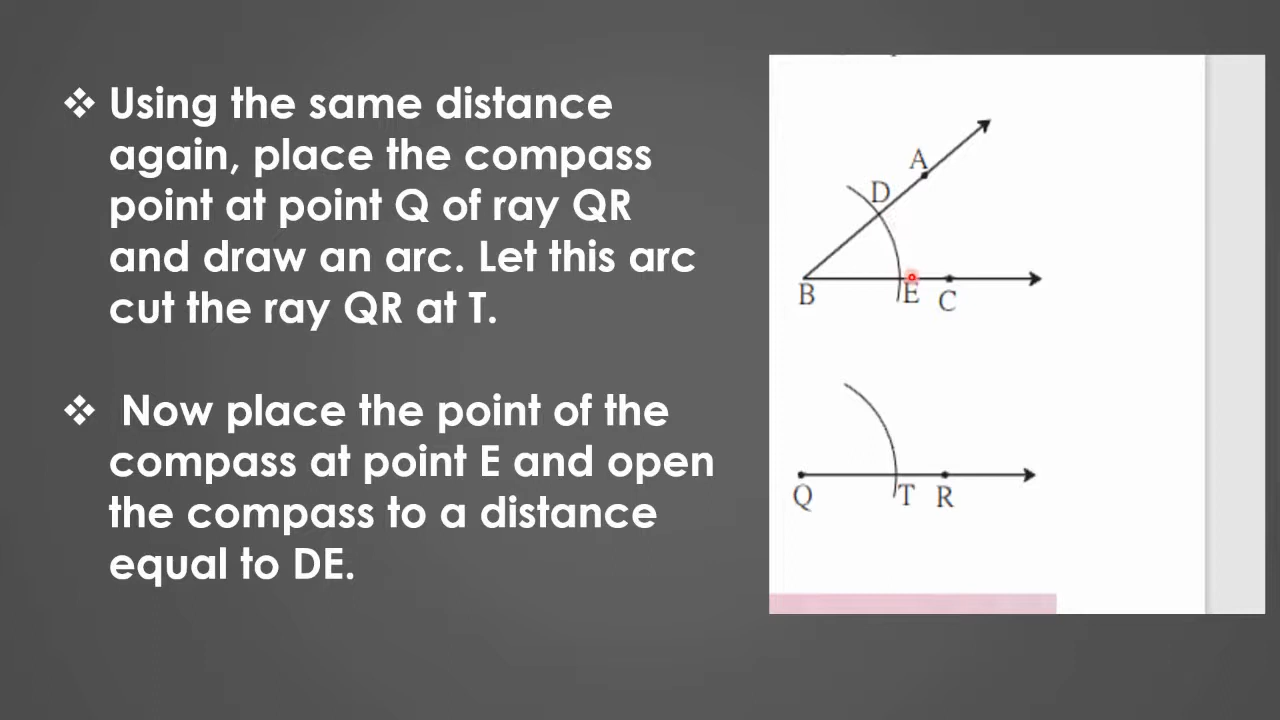 ❖ Using the same distance
again, place the compass
point at point Q of ray QR
and draw an arc. Let this arc
cut the ray QR at T.
❖ Now place the point of the
compass at point E and open
the compass to a distance
equal to DE.
A
D
B
E
C
Q
T
R